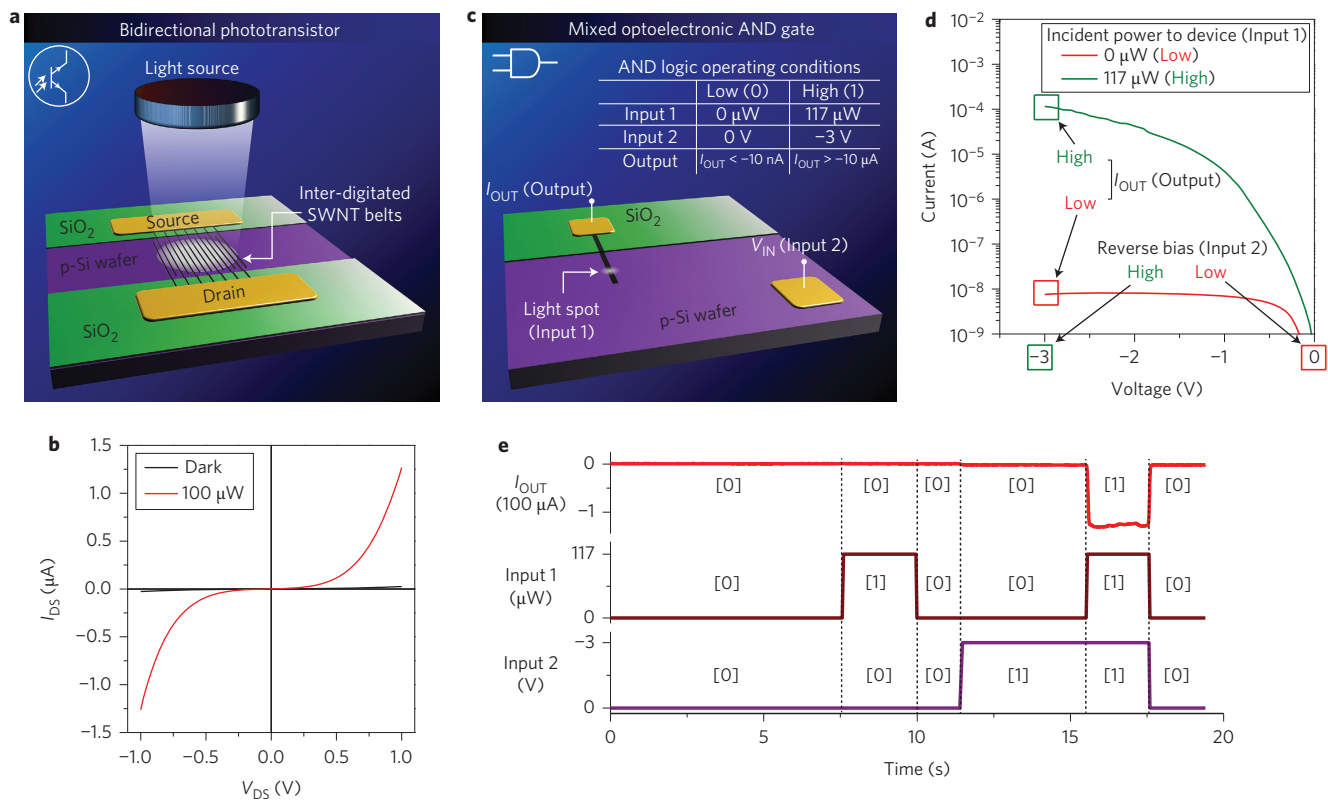 a
Bidirectional phototransistor
Light source
Inter-digitated
SWNT belts
Source
SiO2
p-Si wafer
Drain
SiO2
c
Mixed optoelectronic AND gate
AND logic operating conditions
Low (0) High (1)
Input 1 0 µW 117 µW
Input 2 0 V −3 V
Output IOUT < −10 nA IOUT > −10 µA
IOUT (Output)
SiO2
VIN (Input 2)
Light spot
(Input 1)
p-Si wafer
d
Incident power to device (Input 1)
0 µW (Low)
117 µW (High)
High
IOUT (Output)
Low
Reverse bias (Input 2)
High Low
10−2
10−3
10−4
10−5
10−6
10−7
10−8
10−9
Current (A)
−3 −2 −1 0
Voltage (V)
b
Dark
100 µW
1.5
1.0
0.5
0.0
−0.5
−1.0
−1.5
IDS (µA)
−1.0 −0.5 0.0 0.5 1.0
VDS (V)
e
IOUT
(100 µA)
0
−1
[0] [0] [0] [0] [1] [0]
Input 1
(µW)
117
0
[0] [1] [0] [0] [1] [0]
Input 2
(V)
−3
0
[0] [0] [0] [1] [1] [0]
0 5 10 15 20
Time (s)